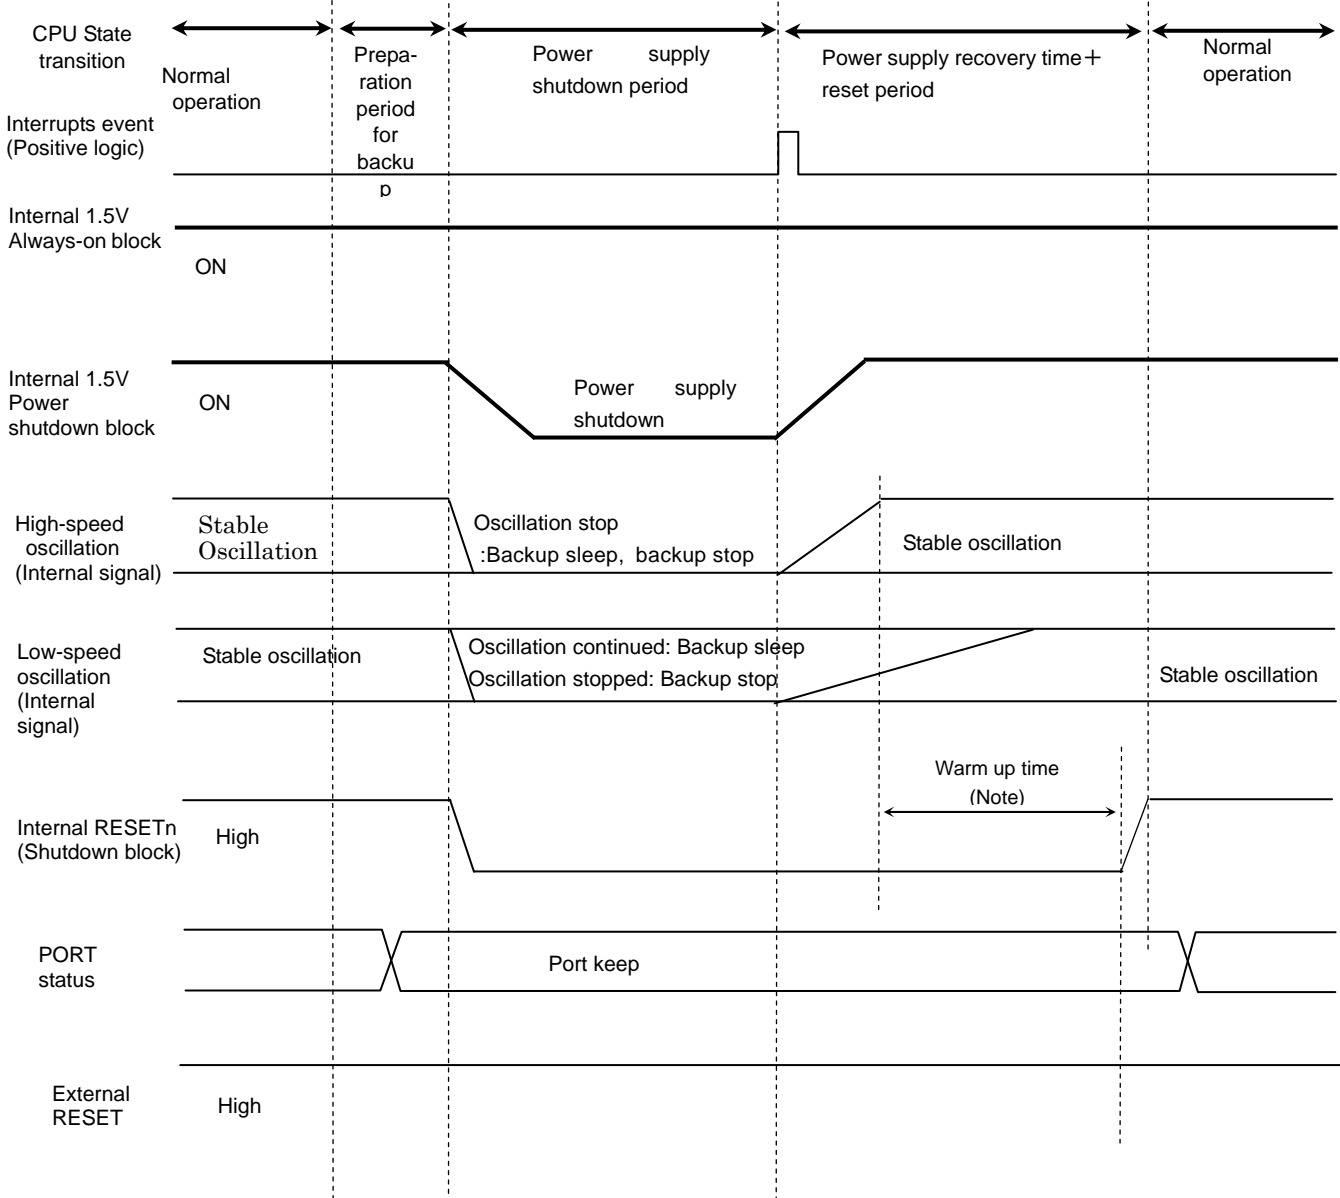 CPU State
transition
Normal
operation
Prepa-
ration
period
for
backu
p
Power supply
shutdown period
Power supply recovery time＋
reset period
Normal
operation
Interrupts event
(Positive logic)
Internal 1.5V
Always-on block
ON
Internal 1.5V
Power
shutdown block
ON
Power supply
shutdown
High-speed
oscillation
(Internal signal)
Stable
Oscillation
Oscillation stop
:Backup sleep, backup stop
Stable oscillation
Low-speed
oscillation
(Internal
signal)
Stable oscillation
Oscillation continued: Backup sleep
Oscillation stopped: Backup stop
Stable oscillation
Warm up time
(Note)
Internal RESETn
(Shutdown block)
High
PORT
status
Port keep
External
RESET
High